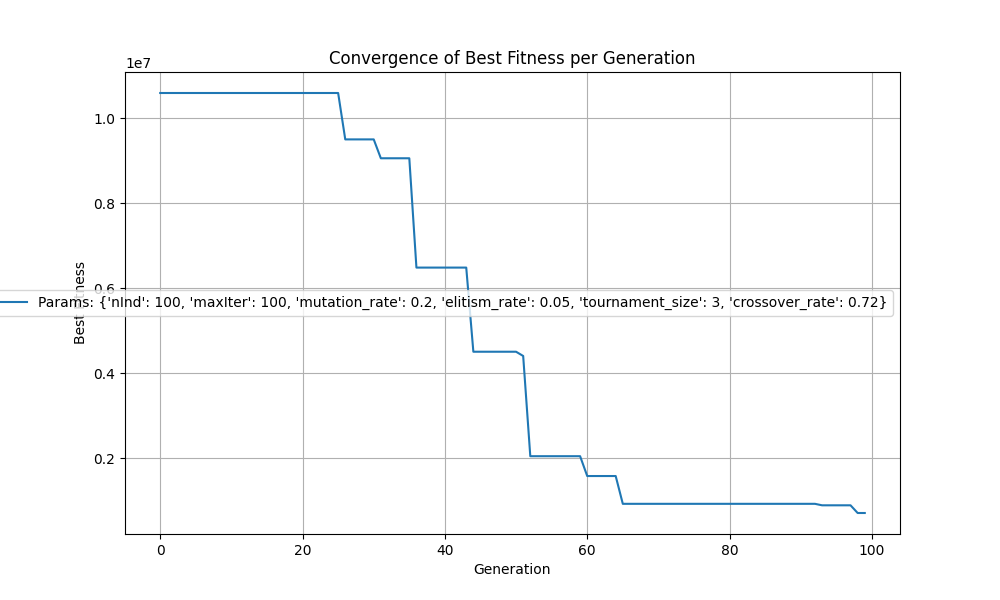 Convergence of Best Fitness per Generation
1e7
1.0
0.8
0.6
Params: {'nInd': 100, 'maxIter': 100, 'mutation_rate': 0.2, 'elitism_rate': 0.05, 'tournament_size': 3, 'crossover_rate': 0.72}
Best Fitness
0.4
0.2
0 20 40 60 80 100
Generation